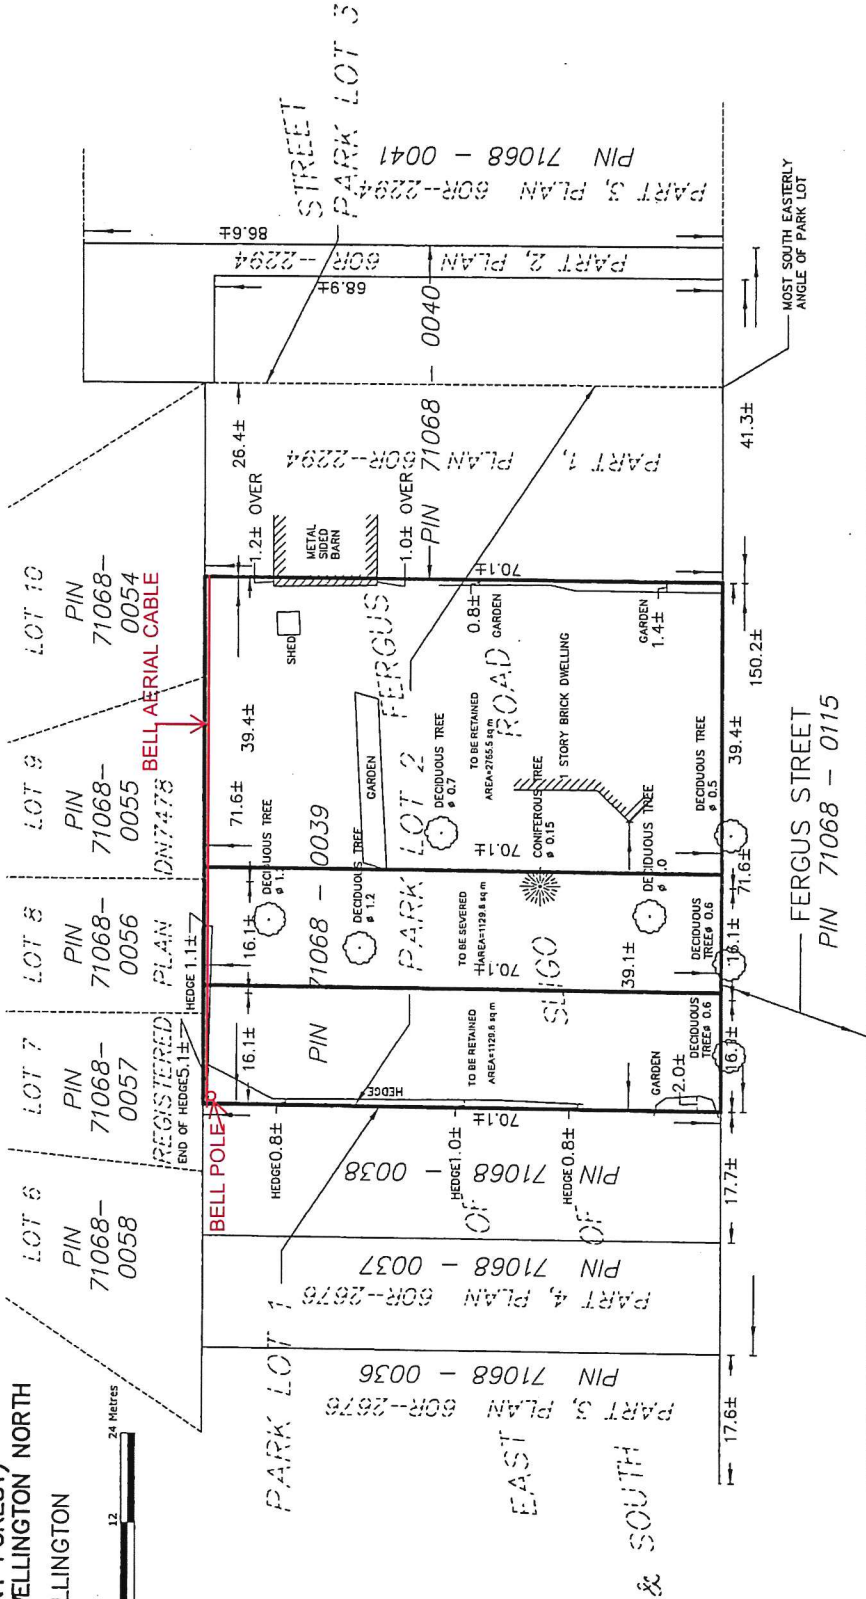 T FOREST)
WELLINGTON NORTH
LLINGTON
12
24 Metres
LOT 6
PIN
71068-
0058
LOT 7
PIN
71068-
0057
LOT 8
PIN
71068-
0056
LOT 9
PIN
71068-
0055
LOT 10
PIN
71068-
0054
REGISTERED PLAN DN7478
BELL AERIAL CABLE
BELL POLE
END OF HEDGE 5.1±
HEDGE 1.1±
16.1±
16.1±
71.6±
39.4±
26.4±
1.2± OVER
METAL
SIDED
BARN
1.0± OVER
SHED
PIN 71068 - 0039
DECIDUOUS TREE
DECIDUOUS TREE
ø 1.2
GARDEN
DECIDUOUS TREE
ø 0.7
PARK LOT 2
FERGUS
STREET
PARK LOT 3
PARK LOT 1
HEDGE
HEDGE 0.8±
HEDGE 1.0±
HEDGE 0.8±
TO BE RETAINED
AREA=1129.6 sq m
TO BE SEVERED
AREA=1129.8 sq m
TO BE RETAINED
AREA=2765.5 sq m
70.1±
70.1±
70.1±
70.1±
EAST OF SLIGO ROAD
& SOUTH OF
CONIFEROUS TREE
ø 0.15
1 STORY BRICK DWELLING
0.8±
GARDEN
GARDEN
1.4±
39.1±
DECIDUOUS TREE
DECIDUOUS TREE
ø 0.5
DECIDUOUS
TREE ø 0.6
DECIDUOUS
TREE ø 0.6
GARDEN
2.0±
PART 3, PLAN 60R-2676
PIN 71068 - 0036
PART 4, PLAN 60R-2676
PIN 71068 - 0037
PIN 71068 - 0038
PIN 71068 - 0040
PART 1, PLAN 60R-2294
PART 2, PLAN 60R-2294
PART 3, PLAN 60R-2294
PIN 71068 - 0041
68.9±
86.6±
17.6±
17.7±
16.1±
16.1±
71.6±
39.4±
150.2±
41.3±
MOST SOUTH EASTERLY
ANGLE OF PARK LOT
FERGUS STREET
PIN 71068 - 0115